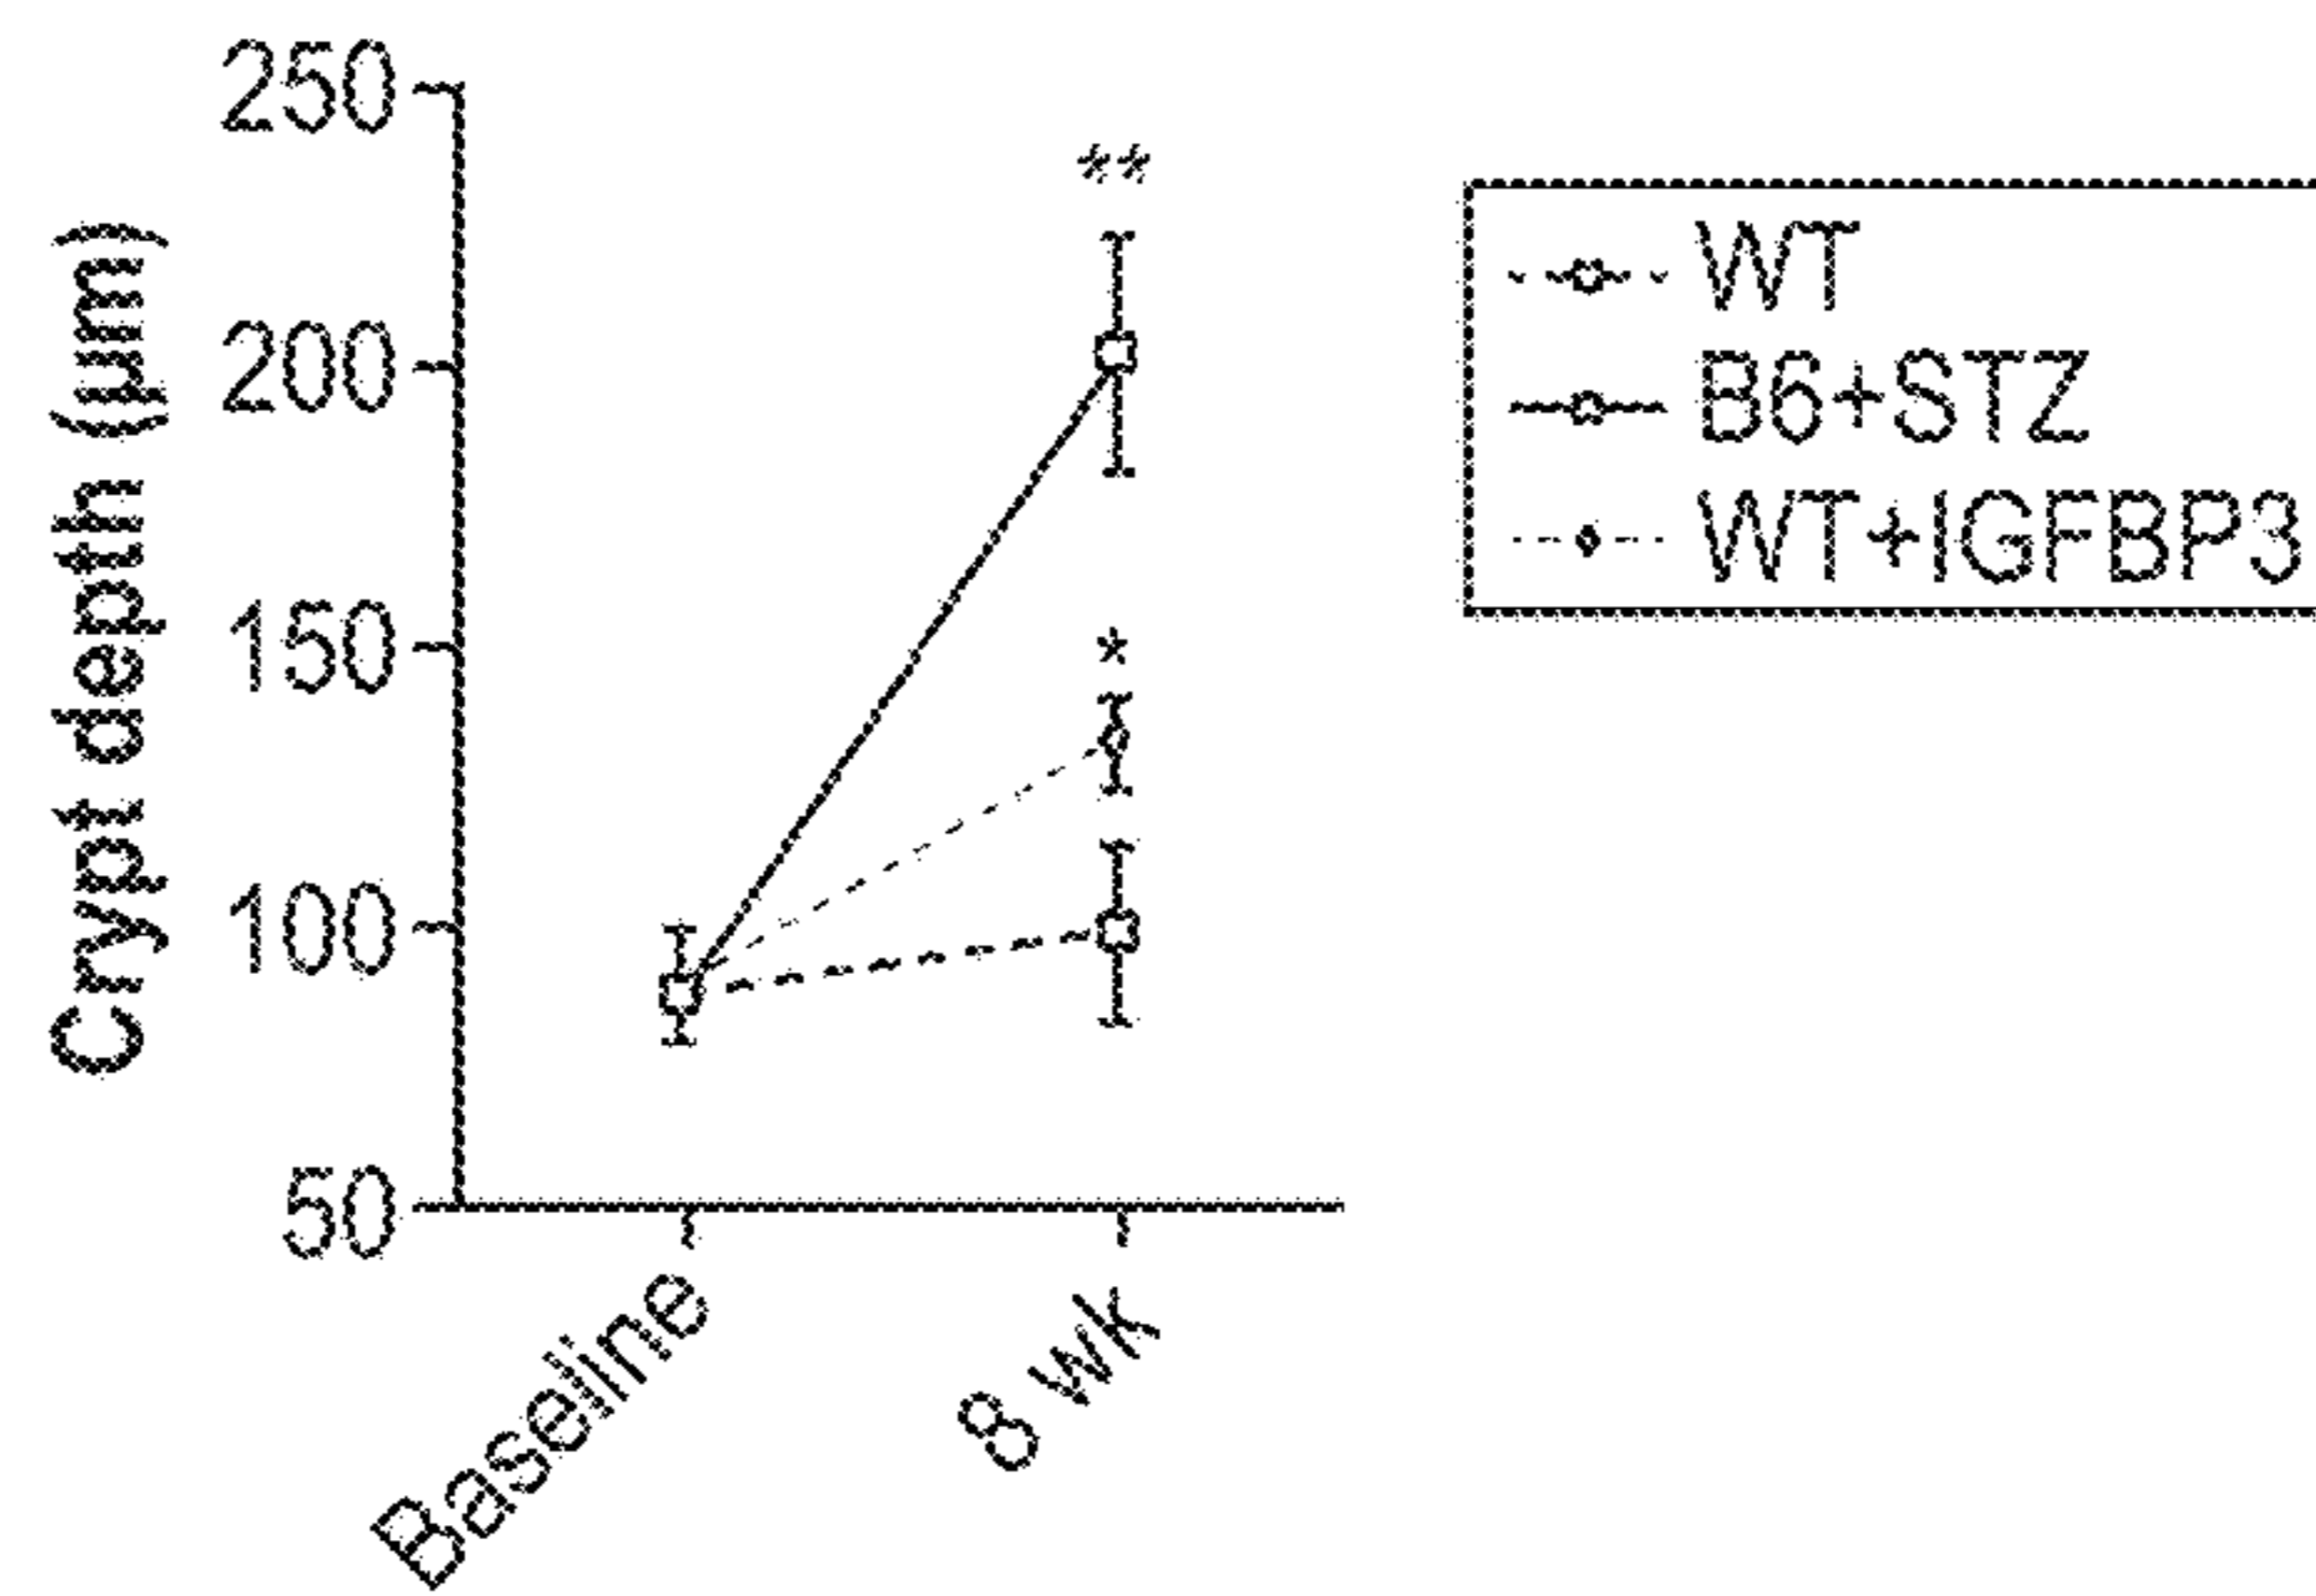 Crypt depth (µm)
250
200
150
100
50
**
*
Baseline
8 wk
WT
B6+STZ
WT+IGFBP3